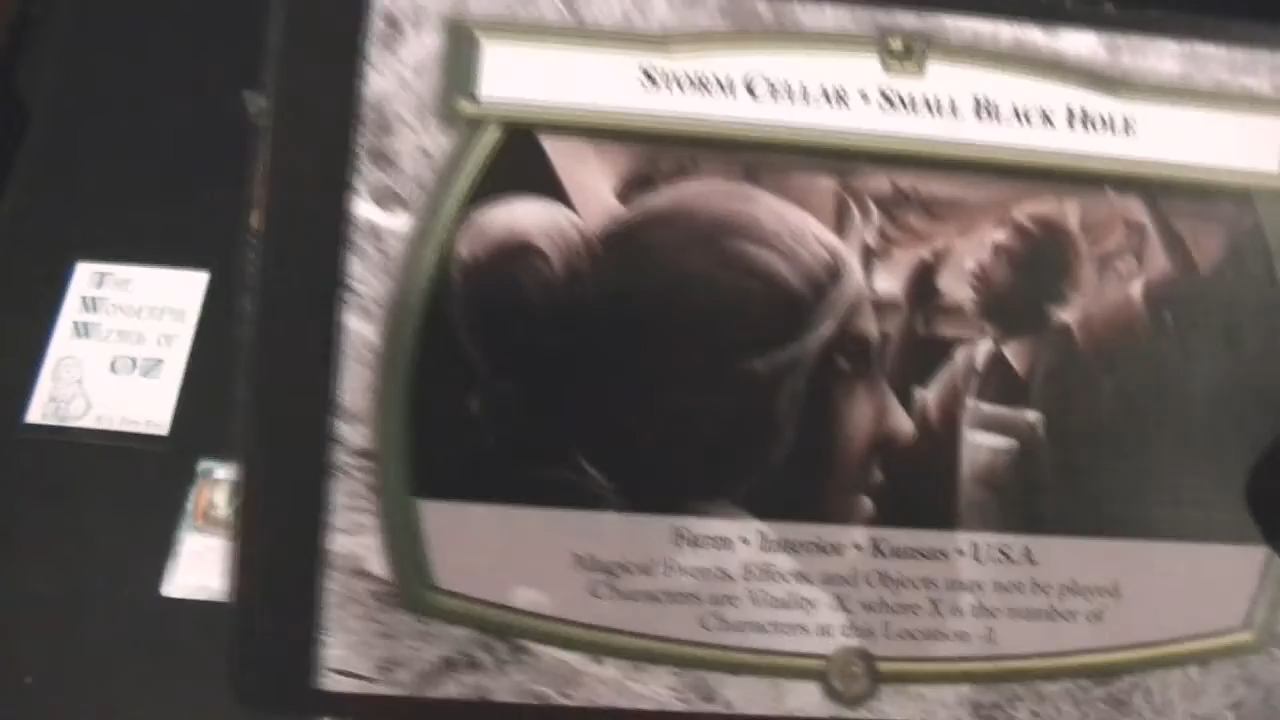 STORM CELLAR • SMALL BLACK HOLE
THE
WONDERFUL
WIZARD OF
OZ
Farm • Interior • Kansas • U.S.A.
Magical Events, Effects and Objects may not be played.
Characters are Vitality -X, where X is the number of
Characters at this Location -1.